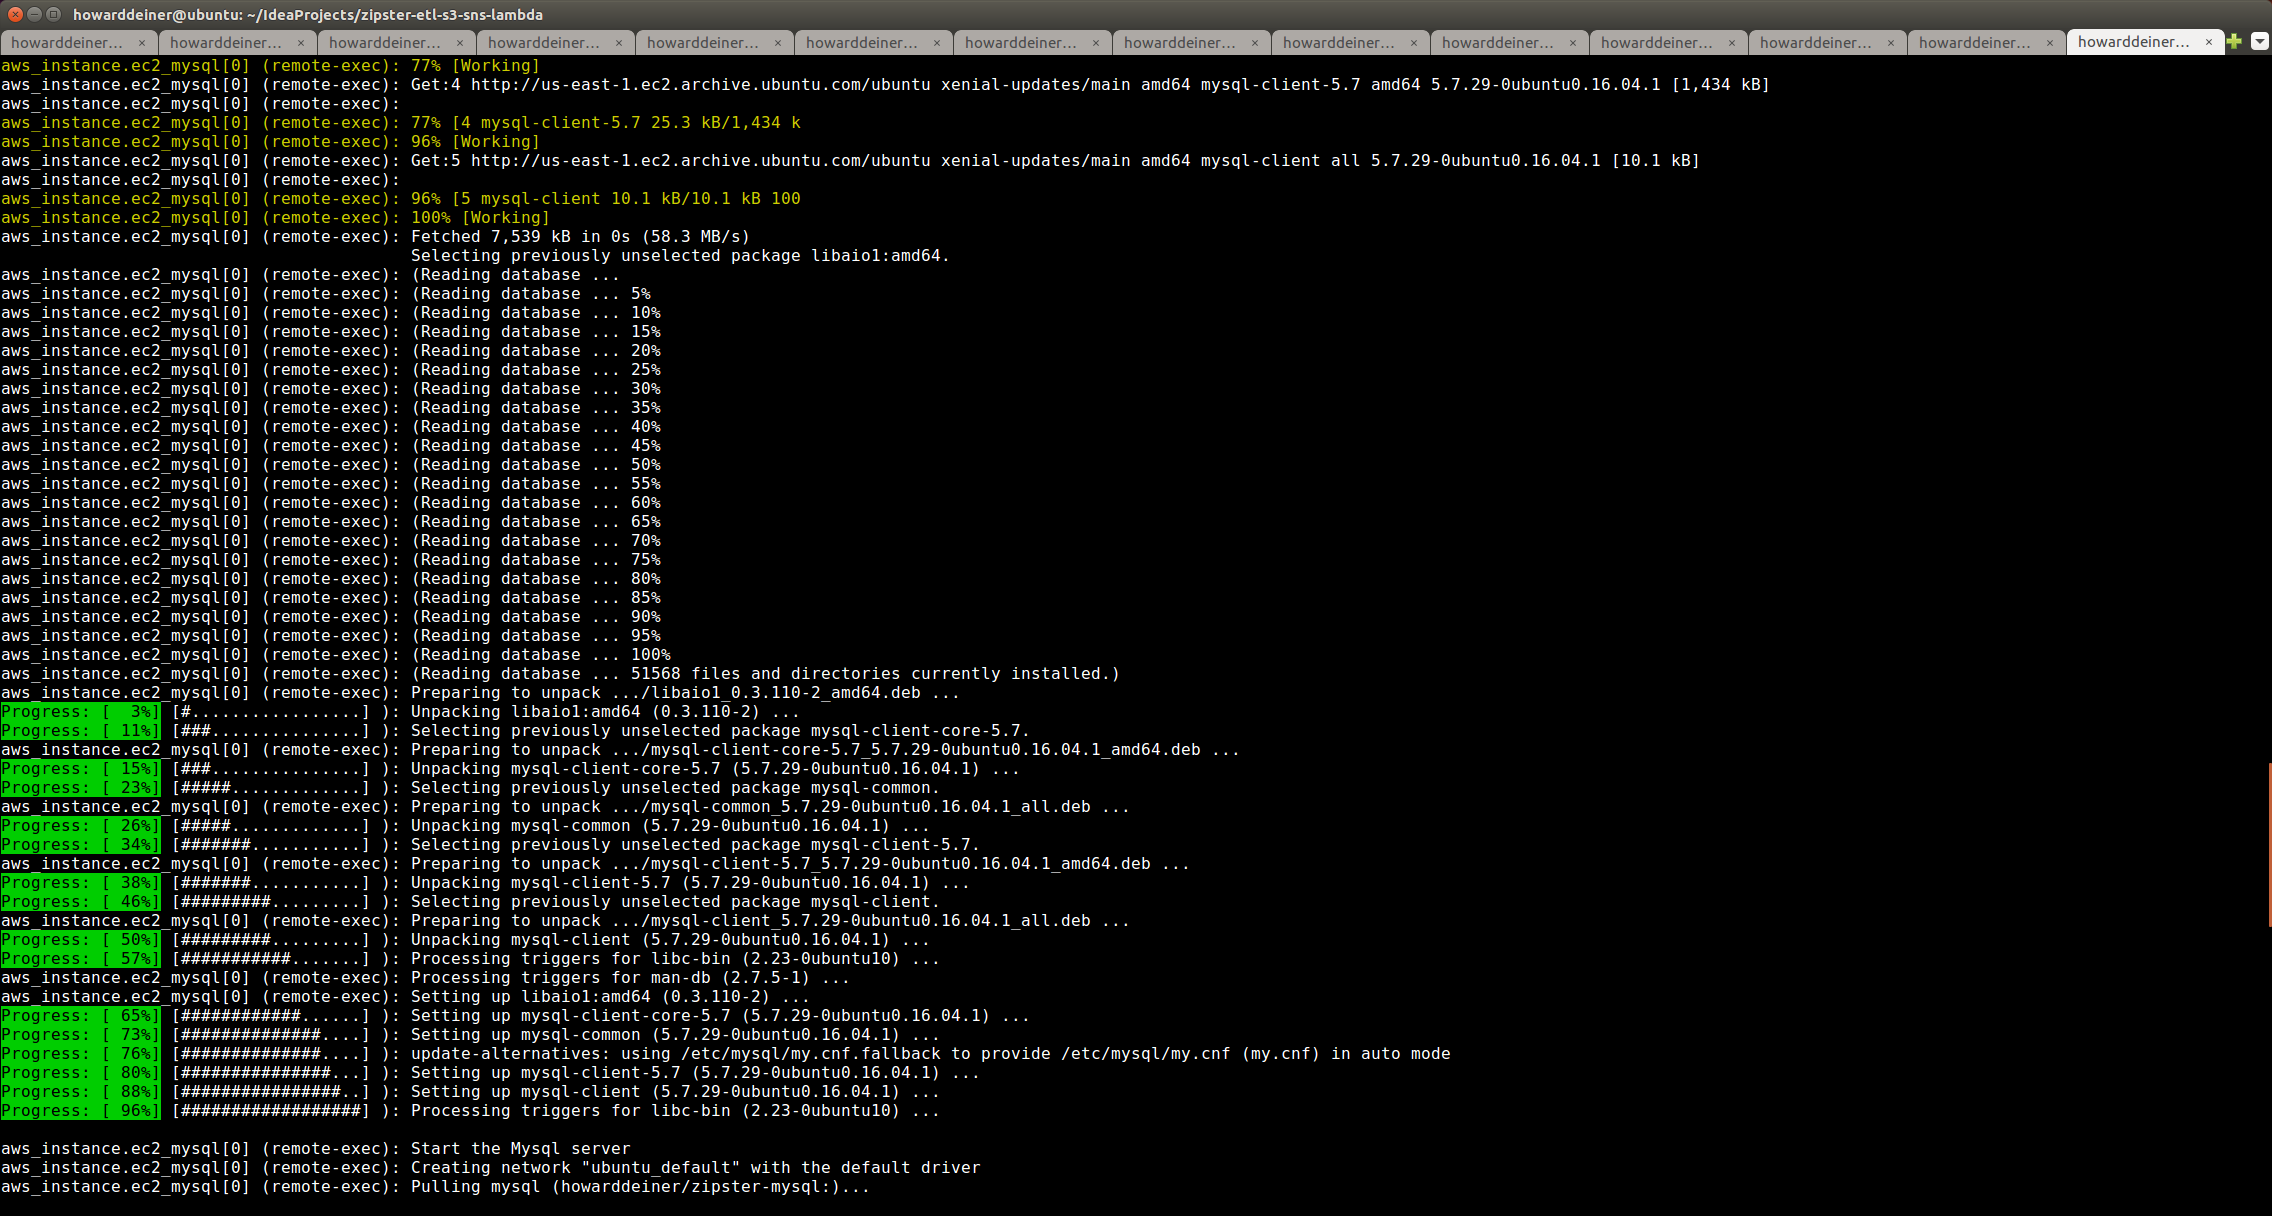 howarddeiner@ubuntu: ~/IdeaProjects/zipster-etl-s3-sns-lambda
howarddeiner... × howarddeiner... × howarddeiner... × howarddeiner... × howarddeiner... × howarddeiner... × howarddeiner... × howarddeiner... × howarddeiner... × howarddeiner... × howarddeiner... × howarddeiner... × howarddeiner... × howarddeiner... ×
aws_instance.ec2_mysql[0] (remote-exec): 77% [Working]
aws_instance.ec2_mysql[0] (remote-exec): Get:4 http://us-east-1.ec2.archive.ubuntu.com/ubuntu xenial-updates/main amd64 mysql-client-5.7 amd64 5.7.29-0ubuntu0.16.04.1 [1,434 kB]
aws_instance.ec2_mysql[0] (remote-exec):
aws_instance.ec2_mysql[0] (remote-exec): 77% [4 mysql-client-5.7 25.3 kB/1,434 k
aws_instance.ec2_mysql[0] (remote-exec): 96% [Working]
aws_instance.ec2_mysql[0] (remote-exec): Get:5 http://us-east-1.ec2.archive.ubuntu.com/ubuntu xenial-updates/main amd64 mysql-client all 5.7.29-0ubuntu0.16.04.1 [10.1 kB]
aws_instance.ec2_mysql[0] (remote-exec):
aws_instance.ec2_mysql[0] (remote-exec): 96% [5 mysql-client 10.1 kB/10.1 kB 100
aws_instance.ec2_mysql[0] (remote-exec): 100% [Working]
aws_instance.ec2_mysql[0] (remote-exec): Fetched 7,539 kB in 0s (58.3 MB/s)
Selecting previously unselected package libaio1:amd64.
aws_instance.ec2_mysql[0] (remote-exec): (Reading database ...
aws_instance.ec2_mysql[0] (remote-exec): (Reading database ... 5%
aws_instance.ec2_mysql[0] (remote-exec): (Reading database ... 10%
aws_instance.ec2_mysql[0] (remote-exec): (Reading database ... 15%
aws_instance.ec2_mysql[0] (remote-exec): (Reading database ... 20%
aws_instance.ec2_mysql[0] (remote-exec): (Reading database ... 25%
aws_instance.ec2_mysql[0] (remote-exec): (Reading database ... 30%
aws_instance.ec2_mysql[0] (remote-exec): (Reading database ... 35%
aws_instance.ec2_mysql[0] (remote-exec): (Reading database ... 40%
aws_instance.ec2_mysql[0] (remote-exec): (Reading database ... 45%
aws_instance.ec2_mysql[0] (remote-exec): (Reading database ... 50%
aws_instance.ec2_mysql[0] (remote-exec): (Reading database ... 55%
aws_instance.ec2_mysql[0] (remote-exec): (Reading database ... 60%
aws_instance.ec2_mysql[0] (remote-exec): (Reading database ... 65%
aws_instance.ec2_mysql[0] (remote-exec): (Reading database ... 70%
aws_instance.ec2_mysql[0] (remote-exec): (Reading database ... 75%
aws_instance.ec2_mysql[0] (remote-exec): (Reading database ... 80%
aws_instance.ec2_mysql[0] (remote-exec): (Reading database ... 85%
aws_instance.ec2_mysql[0] (remote-exec): (Reading database ... 90%
aws_instance.ec2_mysql[0] (remote-exec): (Reading database ... 95%
aws_instance.ec2_mysql[0] (remote-exec): (Reading database ... 100%
aws_instance.ec2_mysql[0] (remote-exec): (Reading database ... 51568 files and directories currently installed.)
aws_instance.ec2_mysql[0] (remote-exec): Preparing to unpack .../libaio1_0.3.110-2_amd64.deb ...
Progress: [  3%] [#.................] ): Unpacking libaio1:amd64 (0.3.110-2) ...
Progress: [ 11%] [###...............] ): Selecting previously unselected package mysql-client-core-5.7.
aws_instance.ec2_mysql[0] (remote-exec): Preparing to unpack .../mysql-client-core-5.7_5.7.29-0ubuntu0.16.04.1_amd64.deb ...
Progress: [ 15%] [###...............] ): Unpacking mysql-client-core-5.7 (5.7.29-0ubuntu0.16.04.1) ...
Progress: [ 23%] [#####.............] ): Selecting previously unselected package mysql-common.
aws_instance.ec2_mysql[0] (remote-exec): Preparing to unpack .../mysql-common_5.7.29-0ubuntu0.16.04.1_all.deb ...
Progress: [ 26%] [#####.............] ): Unpacking mysql-common (5.7.29-0ubuntu0.16.04.1) ...
Progress: [ 34%] [#######...........] ): Selecting previously unselected package mysql-client-5.7.
aws_instance.ec2_mysql[0] (remote-exec): Preparing to unpack .../mysql-client-5.7_5.7.29-0ubuntu0.16.04.1_amd64.deb ...
Progress: [ 38%] [#######...........] ): Unpacking mysql-client-5.7 (5.7.29-0ubuntu0.16.04.1) ...
Progress: [ 46%] [#########.........] ): Selecting previously unselected package mysql-client.
aws_instance.ec2_mysql[0] (remote-exec): Preparing to unpack .../mysql-client_5.7.29-0ubuntu0.16.04.1_all.deb ...
Progress: [ 50%] [#########.........] ): Unpacking mysql-client (5.7.29-0ubuntu0.16.04.1) ...
Progress: [ 57%] [###########.......] ): Processing triggers for libc-bin (2.23-0ubuntu10) ...
aws_instance.ec2_mysql[0] (remote-exec): Processing triggers for man-db (2.7.5-1) ...
aws_instance.ec2_mysql[0] (remote-exec): Setting up libaio1:amd64 (0.3.110-2) ...
Progress: [ 65%] [############......] ): Setting up mysql-client-core-5.7 (5.7.29-0ubuntu0.16.04.1) ...
Progress: [ 73%] [##############....] ): Setting up mysql-common (5.7.29-0ubuntu0.16.04.1) ...
Progress: [ 76%] [##############....] ): update-alternatives: using /etc/mysql/my.cnf.fallback to provide /etc/mysql/my.cnf (my.cnf) in auto mode
Progress: [ 80%] [###############...] ): Setting up mysql-client-5.7 (5.7.29-0ubuntu0.16.04.1) ...
Progress: [ 88%] [################..] ): Setting up mysql-client (5.7.29-0ubuntu0.16.04.1) ...
Progress: [ 96%] [##################] ): Processing triggers for libc-bin (2.23-0ubuntu10) ...
aws_instance.ec2_mysql[0] (remote-exec): Start the Mysql server
aws_instance.ec2_mysql[0] (remote-exec): Creating network "ubuntu_default" with the default driver
aws_instance.ec2_mysql[0] (remote-exec): Pulling mysql (howarddeiner/zipster-mysql:)...